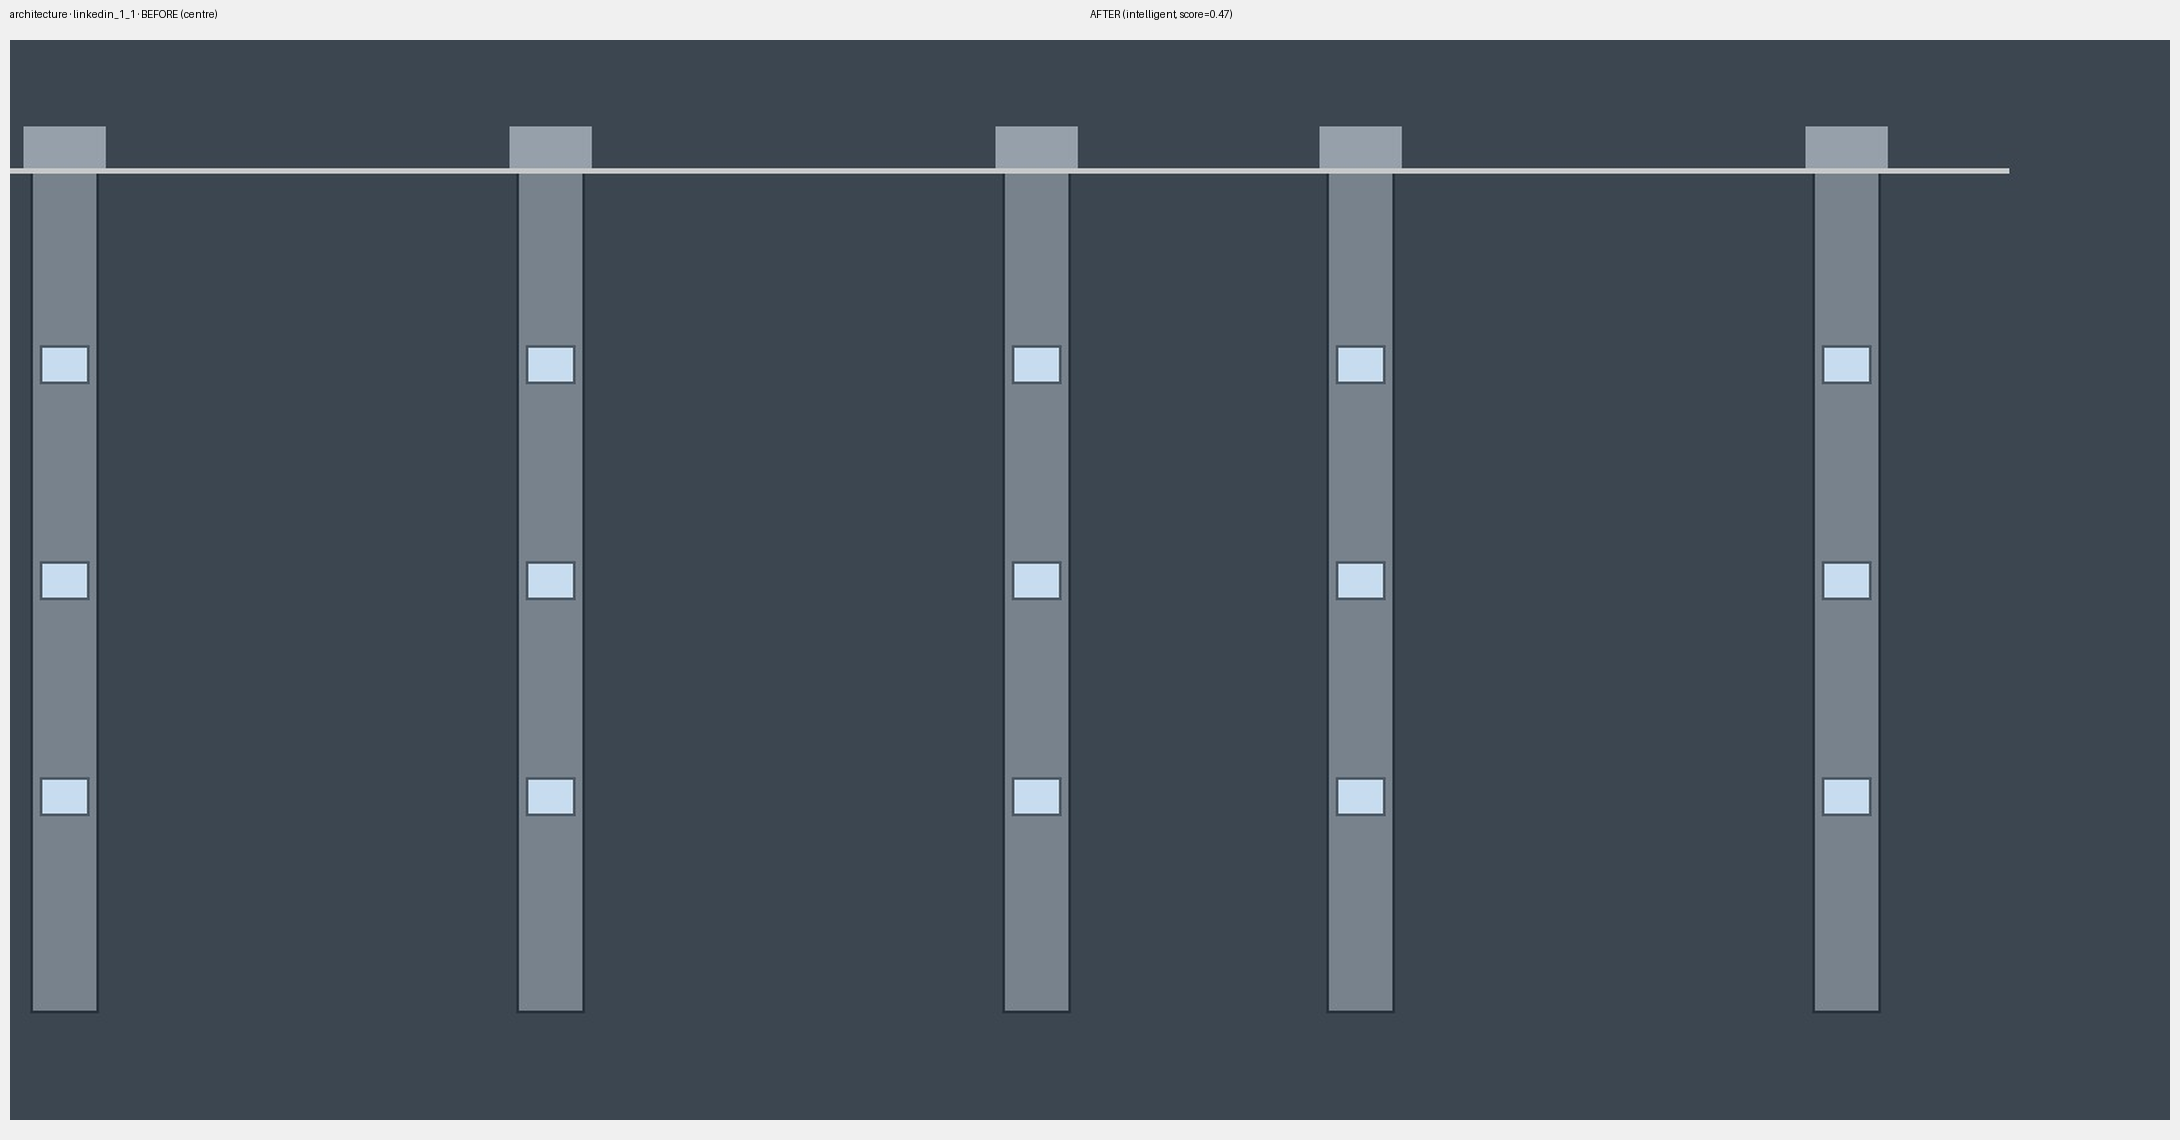 architecture · linkedin_1_1 · BEFORE (centre)
AFTER (intelligent, score=0.47)